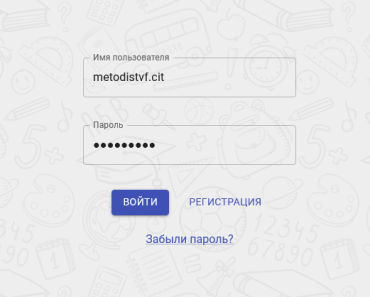 Имя пользователя
metodistvf.cit
Пароль
●●●●●●●●●
ВОЙТИ
РЕГИСТРАЦИЯ
Забыли пароль?